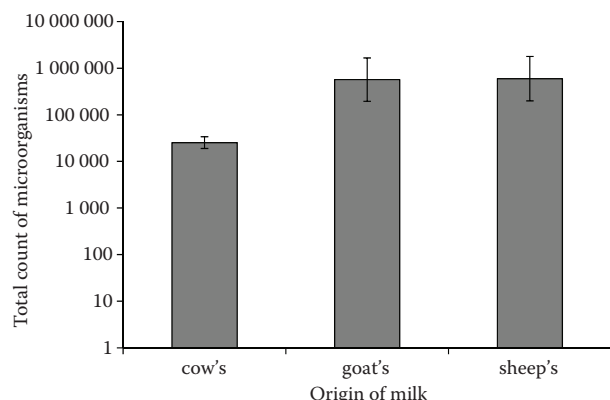 Total count of microorganisms
10 000 000
1 000 000
100 000
10 000
1 000
100
10
1
cow's
goat's
sheep's
Origin of milk